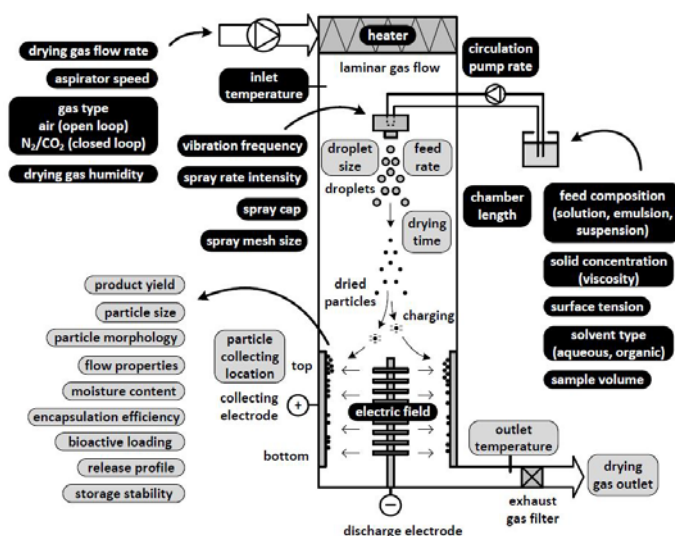 drying gas flow rate
aspirator speed
gas type
air (open loop)
N₂/CO₂ (closed loop)
drying gas humidity
heater
laminar gas flow
inlet
temperature
circulation
pump rate
vibration frequency
spray rate intensity
spray cap
spray mesh size
droplet
size
feed
rate
droplets
drying
time
chamber
length
feed composition
(solution, emulsion,
suspension)
solid concentration
(viscosity)
surface tension
solvent type
(aqueous, organic)
sample volume
dried
particles
charging
product yield
particle size
particle morphology
flow properties
moisture content
encapsulation efficiency
bioactive loading
release profile
storage stability
particle
collecting
location
top
collecting
electrode
+
bottom
electric field
outlet
temperature
drying
gas outlet
exhaust
gas filter
−
discharge electrode